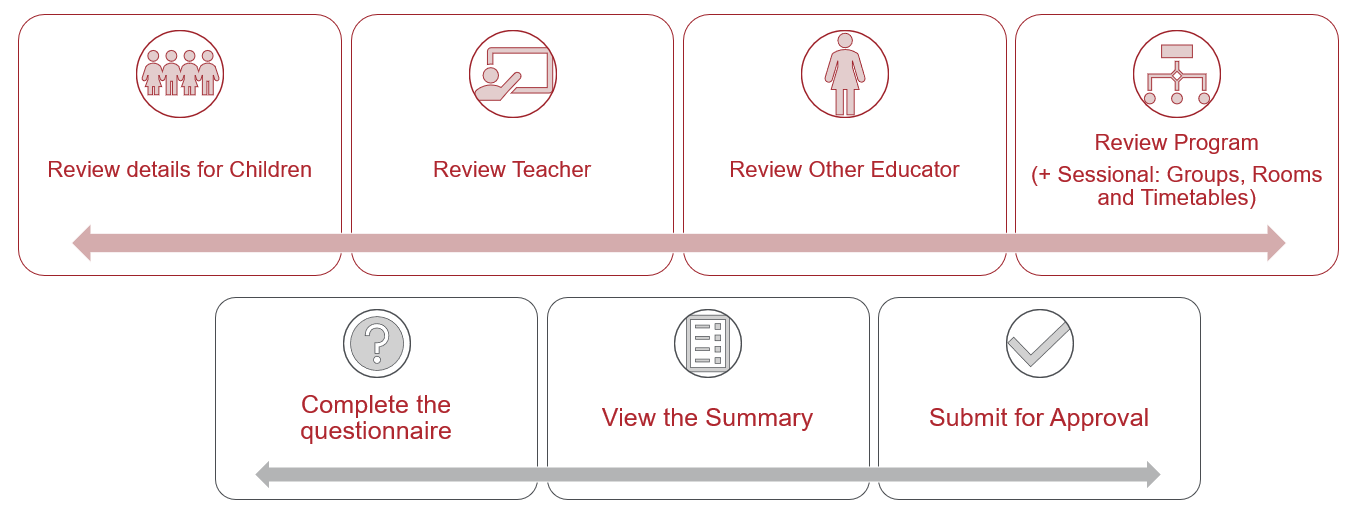 Review details for Children
Review Teacher
Review Other Educator
Review Program
(+ Sessional: Groups, Rooms
and Timetables)
Complete the
questionnaire
View the Summary
Submit for Approval